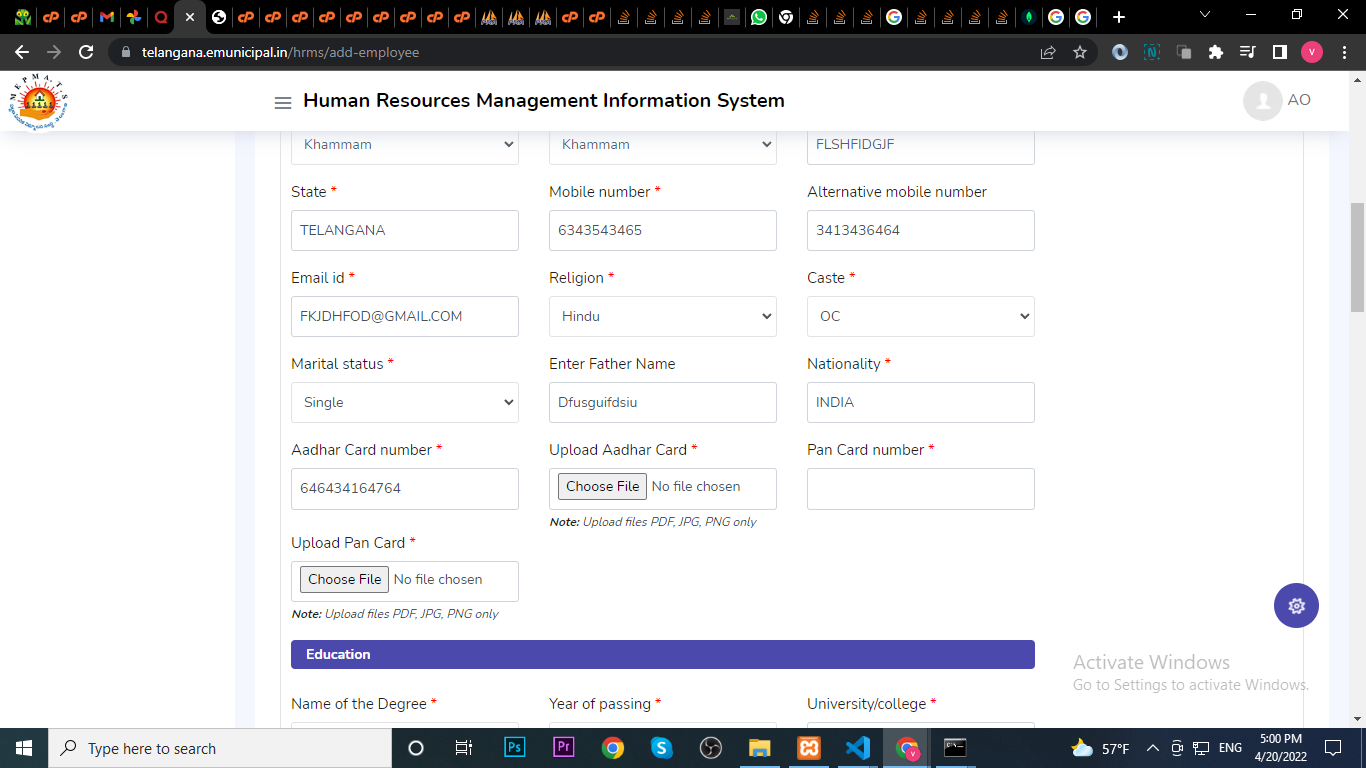 telangana.emunicipal.in/hrms/add-employee
MEPMA.T.S
Human Resources Management Information System
AO
Khammam Khammam FLSHFIDGJF
State * Mobile number * Alternative mobile number
TELANGANA 6343543465 3413436464
Email id * Religion * Caste *
FKJDHFOD@GMAIL.COM Hindu OC
Marital status * Enter Father Name Nationality *
Single Dfusguifdsiu INDIA
Aadhar Card number * Upload Aadhar Card * Pan Card number *
646434164764 Choose File No file chosen
Note: Upload files PDF, JPG, PNG only
Upload Pan Card *
Choose File No file chosen
Note: Upload files PDF, JPG, PNG only
Education
Name of the Degree * Year of passing * University/college *
Activate Windows
Go to Settings to activate Windows.
Type here to search
Ps Pr
57°F
ENG
5:00 PM
4/20/2022